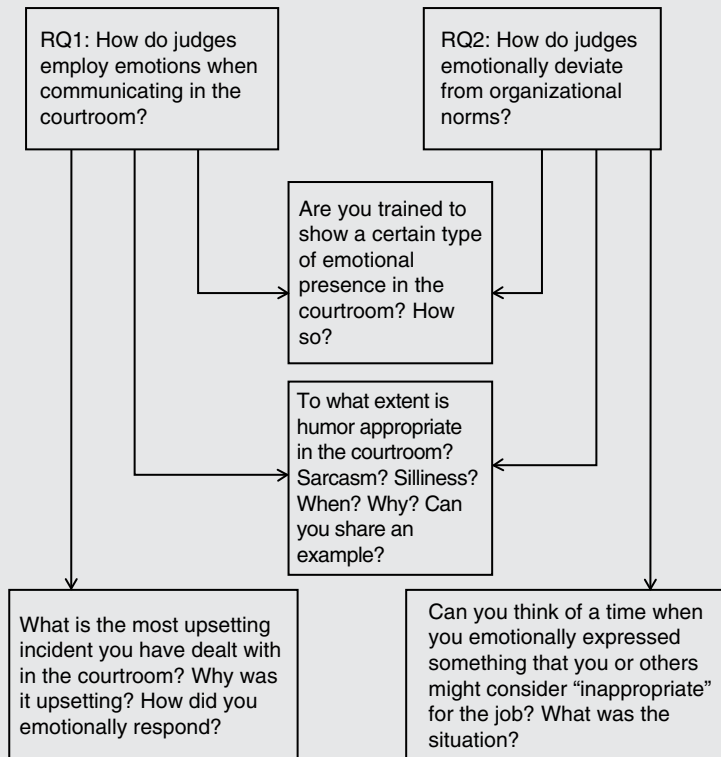 RQ1: How do judges
employ emotions when
communicating in the
courtroom?
RQ2: How do judges
emotionally deviate
from organizational
norms?
Are you trained to
show a certain type
of emotional
presence in the
courtroom? How
so?
To what extent is
humor appropriate
in the courtroom?
Sarcasm? Silliness?
When? Why? Can
you share an
example?
What is the most upsetting
incident you have dealt with
in the courtroom? Why was
it upsetting? How did you
emotionally respond?
Can you think of a time when
you emotionally expressed
something that you or others
might consider “inappropriate”
for the job? What was the
situation?